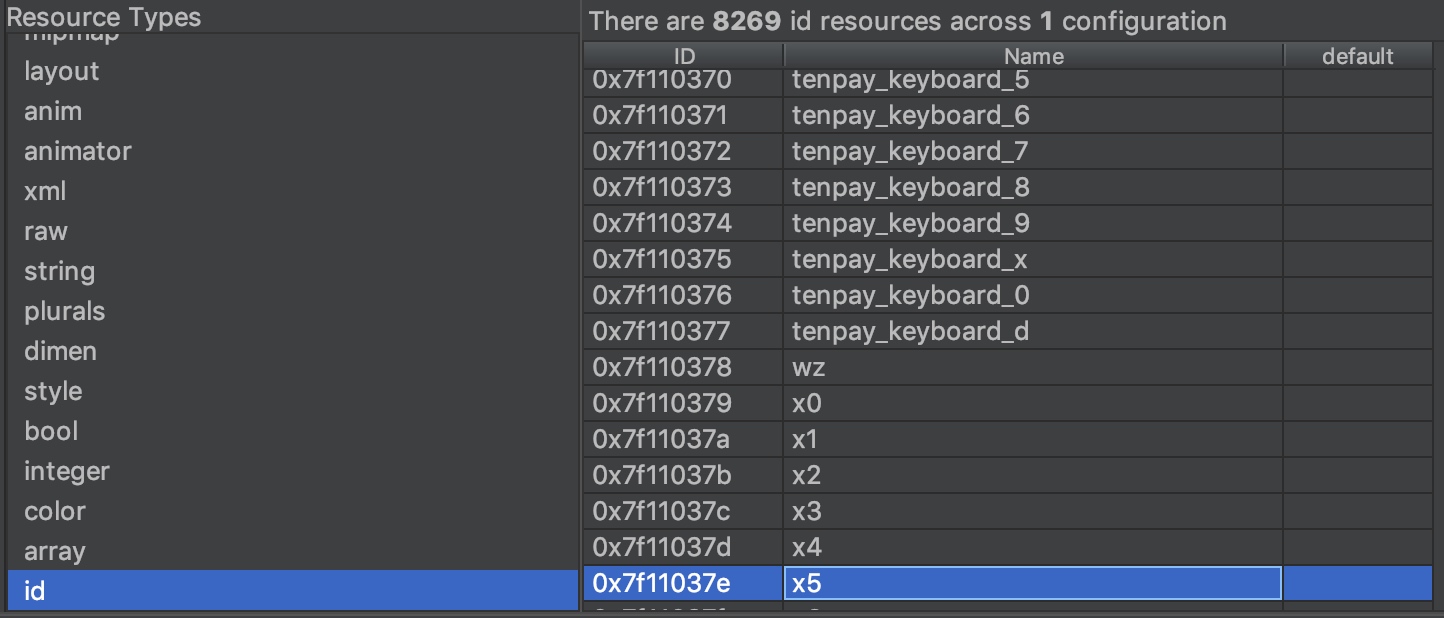 Resource Types
mipmap
layout
anim
animator
xml
raw
string
plurals
dimen
style
bool
integer
color
array
id
There are 8269 id resources across 1 configuration
ID Name default
0x7f110370 tenpay_keyboard_5
0x7f110371 tenpay_keyboard_6
0x7f110372 tenpay_keyboard_7
0x7f110373 tenpay_keyboard_8
0x7f110374 tenpay_keyboard_9
0x7f110375 tenpay_keyboard_x
0x7f110376 tenpay_keyboard_0
0x7f110377 tenpay_keyboard_d
0x7f110378 wz
0x7f110379 x0
0x7f11037a x1
0x7f11037b x2
0x7f11037c x3
0x7f11037d x4
0x7f11037e x5